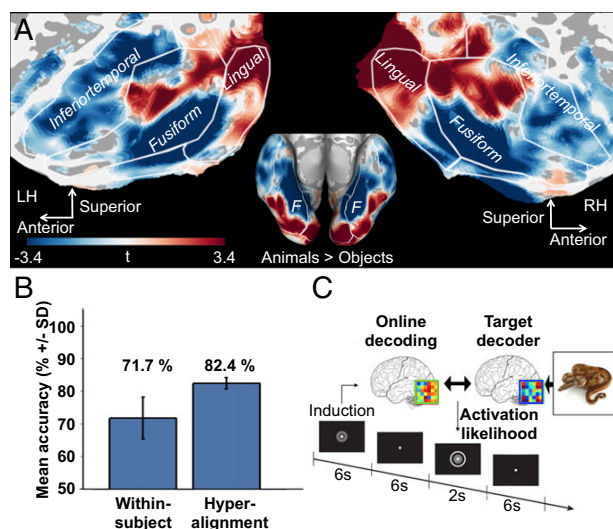 A
Inferiortemporal
Fusiform
Lingual
Lingual
Fusiform
Inferiortemporal
F
F
LH
Superior
Anterior
Superior
RH
Anterior
-3.4
t
3.4
Animals > Objects
B
Mean accuracy (% +/- SD)
100
90
80
70
60
50
71.7 %
82.4 %
Within-
subject
Hyper-
alignment
C
Online
decoding
Target
decoder
Induction
Activation
likelihood
6s
6s
2s
6s